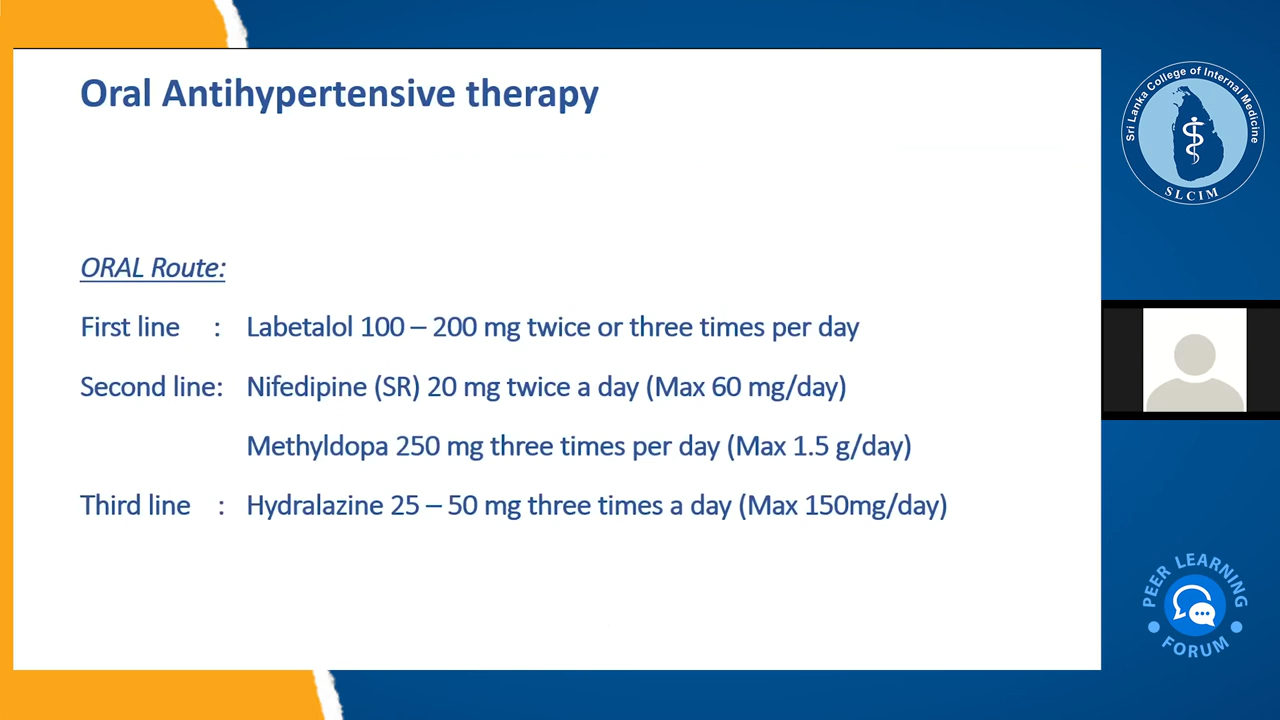 Oral Antihypertensive therapy
ORAL Route:
First line : Labetalol 100 – 200 mg twice or three times per day
Second line: Nifedipine (SR) 20 mg twice a day (Max 60 mg/day)
Methyldopa 250 mg three times per day (Max 1.5 g/day)
Third line : Hydralazine 25 – 50 mg three times a day (Max 150mg/day)
Sri Lanka College of Internal Medicine
SLCIM
PEER LEARNING
FORUM